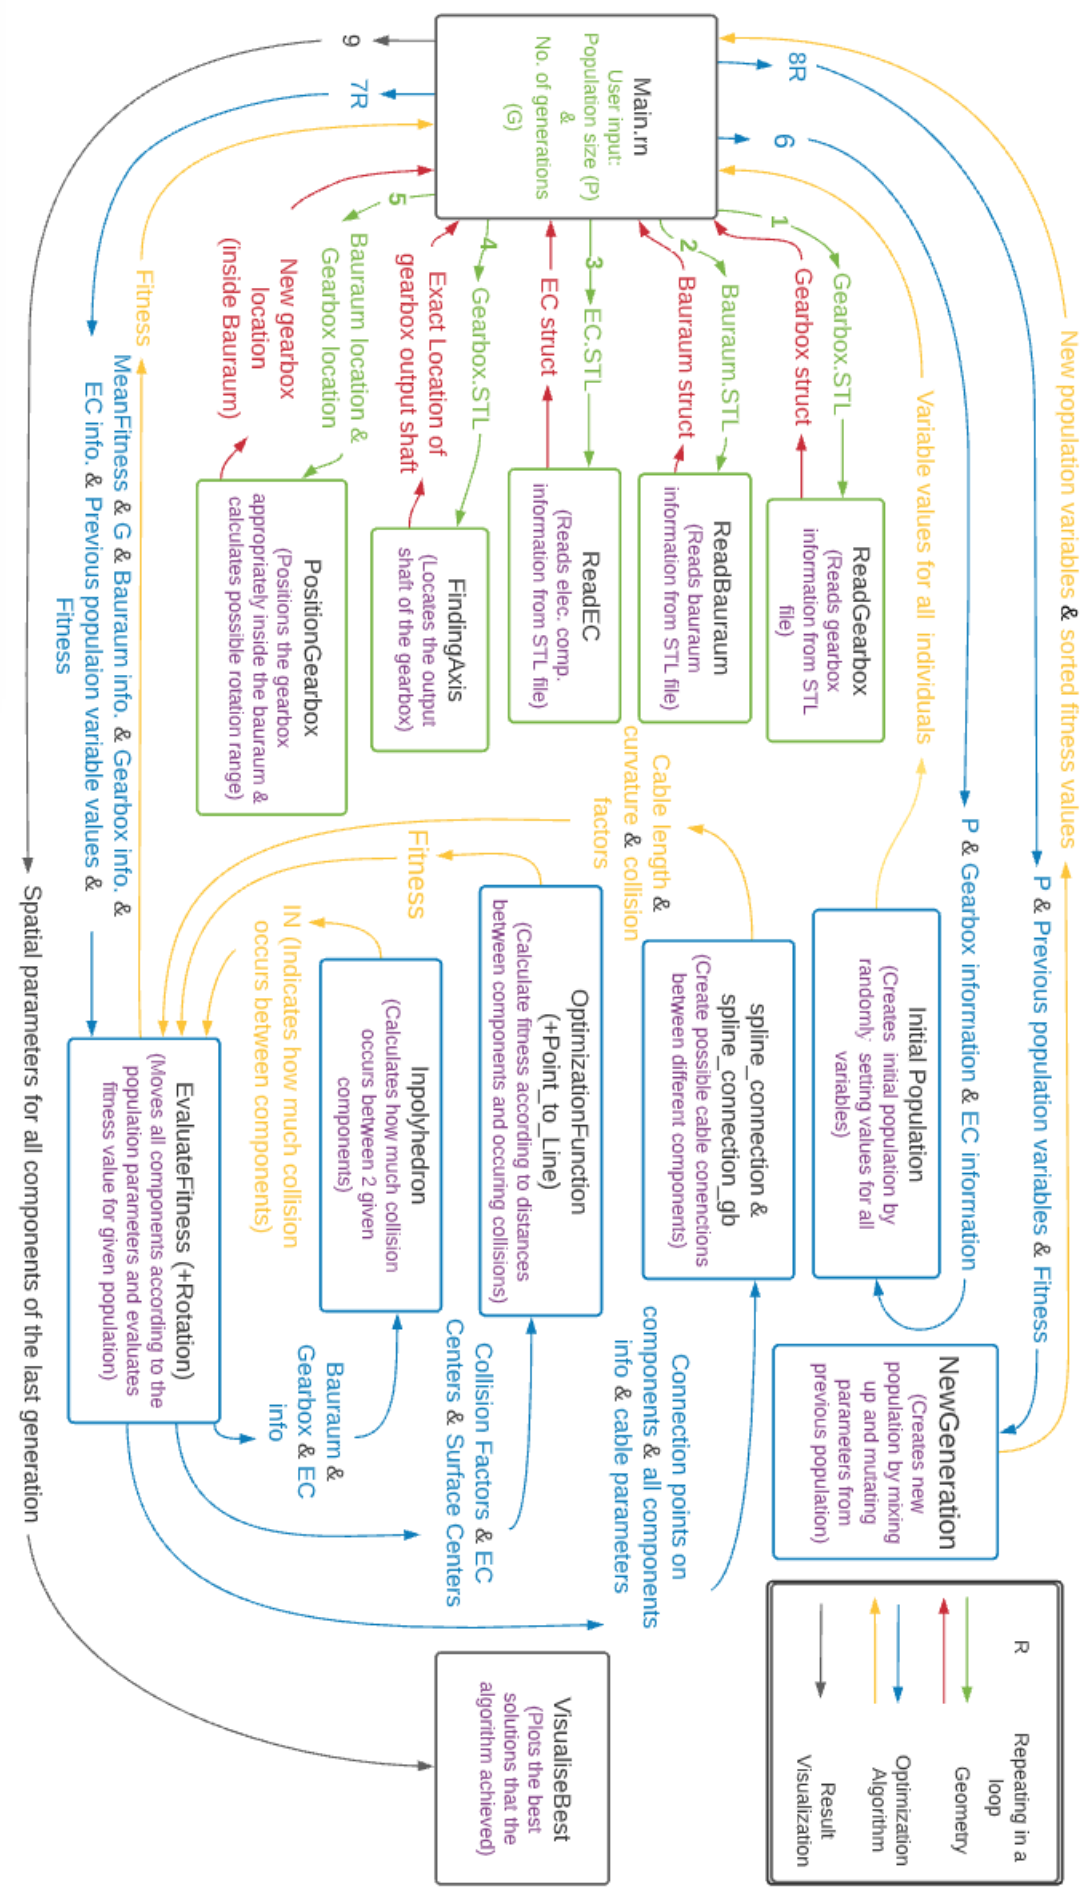 New population variables & sorted fitness values
8R
P & Previous population variables & Fitness
6
P & Gearbox information & EC information
Variable values for all individuals
Main.rn
User input:
Population size (P)
&
No. of generations
(G)
9
7R
1
Gearbox.STL
Gearbox struct
2
Bauraum.STL
Bauraum struct
3
EC.STL
EC struct
4
Gearbox.STL
Exact Location of
gearbox output shaft
5
Bauraum location &
Gearbox location
New gearbox
location
(inside Bauraum)
Fitness
MeanFitness & G & Bauraum info. & Gearbox info. &
EC info. & Previous populaion variable values &
Fitness
ReadGearbox
(Reads gearbox
information from STL
file)
ReadBauraum
(Reads bauraum
information from STL file)
ReadEC
(Reads elec. comp.
information from STL file)
FindingAxis
(Locates the output
shaft of the gearbox)
PositionGearbox
(Positions the gearbox
appropriately inside the bauraum &
calculates possible rotation range)
Cable length &
curvature & collision
factors
Fitness
IN (Indicates how much collision
occurs between components)
Initial Population
(Creates initial population by
randomly setting values for all
variables)
spline_connection &
spline_connection_gb
(Create possible cable conenctions
between different components)
OptimizationFunction
(+Point_to_Line)
(Calculate fitness according to distances
between components and occuring collisions)
Inpolyhedron
(Calculates how much collision
occurs between 2 given
components)
EvaluateFitness (+Rotation)
(Moves all components according to the
population parameters and evaluates
fitness value for given population)
NewGeneration
(Creates new
population by mixing
up and mutating
parameters from
previous population)
Connection points on
components & all components
info & cable parameters
Collision Factors & EC
Centers & Surface Centers
Bauraum &
Gearbox & EC
info
Spatial parameters for all components of the last generation
VisualiseBest
(Plots the best
solutions that the
algorithm achieved)
R
Repeating in a
loop
Geometry
Optimization
Algorithm
Result
Visualization